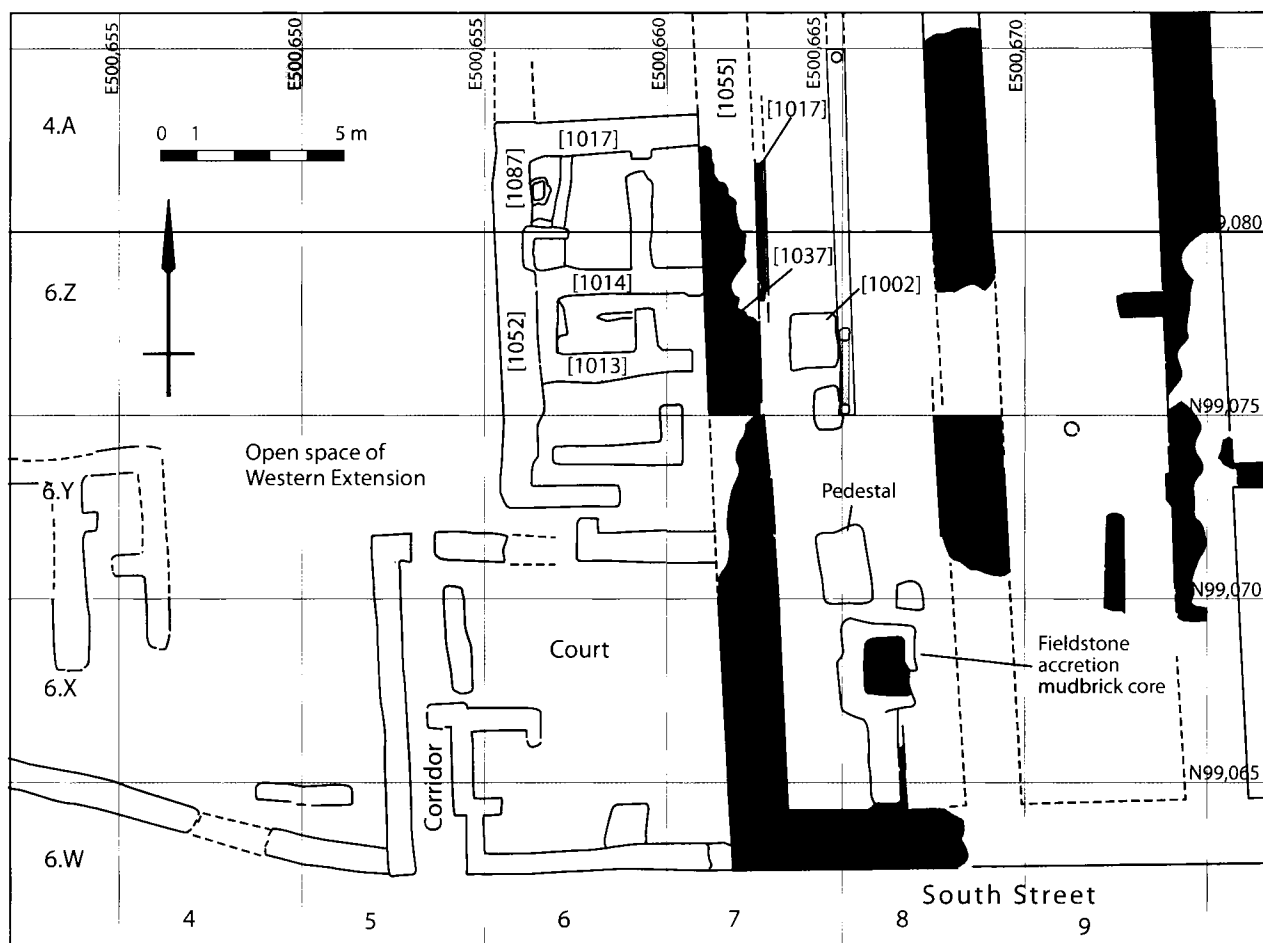 E500,655
E500,650
E500,655
E500,660
E500,665
E500,670
4.A
0 1 5 m
[1017]
[1055]
[1017]
[1087]
9,080
6.Z
[1037]
[1002]
[1014]
[1052]
[1013]
N99,075
Open space of
Western Extension
6.Y
Pedestal
N99,070
Court
Fieldstone
accretion
mudbrick core
6.X
Corridor
N99,065
6.W
South Street
4 5 6 7 8 9